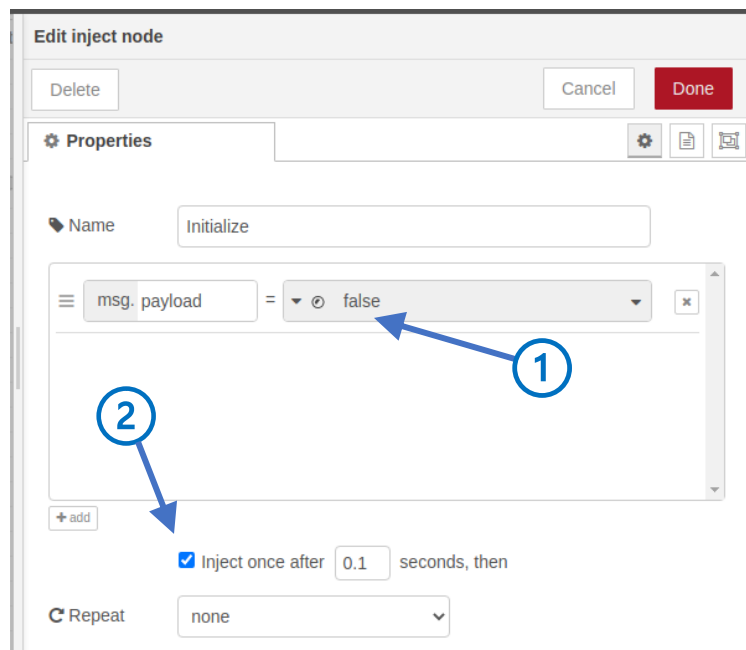 Edit inject node
Delete
Cancel
Done
Properties
Name
Initialize
msg. payload = false
1
2
add
Inject once after 0.1 seconds, then
Repeat
none